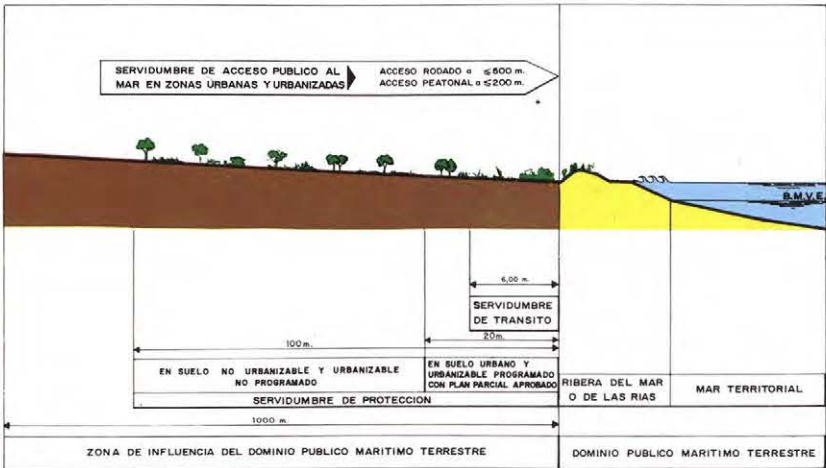 SERVIDUMBRE DE ACCESO PUBLICO AL
MAR EN ZONAS URBANAS Y URBANIZADAS
ACCESO RODADO a ≤500 m.
ACCESO PEATONAL a ≤200 m.
B.M.V.E.
6,00 m.
SERVIDUMBRE
DE TRANSITO
20m.
100m.
EN SUELO NO URBANIZABLE Y URBANIZABLE
NO PROGRAMADO
EN SUELO URBANO Y
URBANIZABLE PROGRAMADO
CON PLAN PARCIAL APROBADO
RIBERA DEL MAR
O DE LAS RIAS
MAR TERRITORIAL
SERVIDUMBRE DE PROTECCION
1000 m.
ZONA DE INFLUENCIA DEL DOMINIO PUBLICO MARITIMO TERRESTRE
DOMINIO PUBLICO MARITIMO TERRESTRE